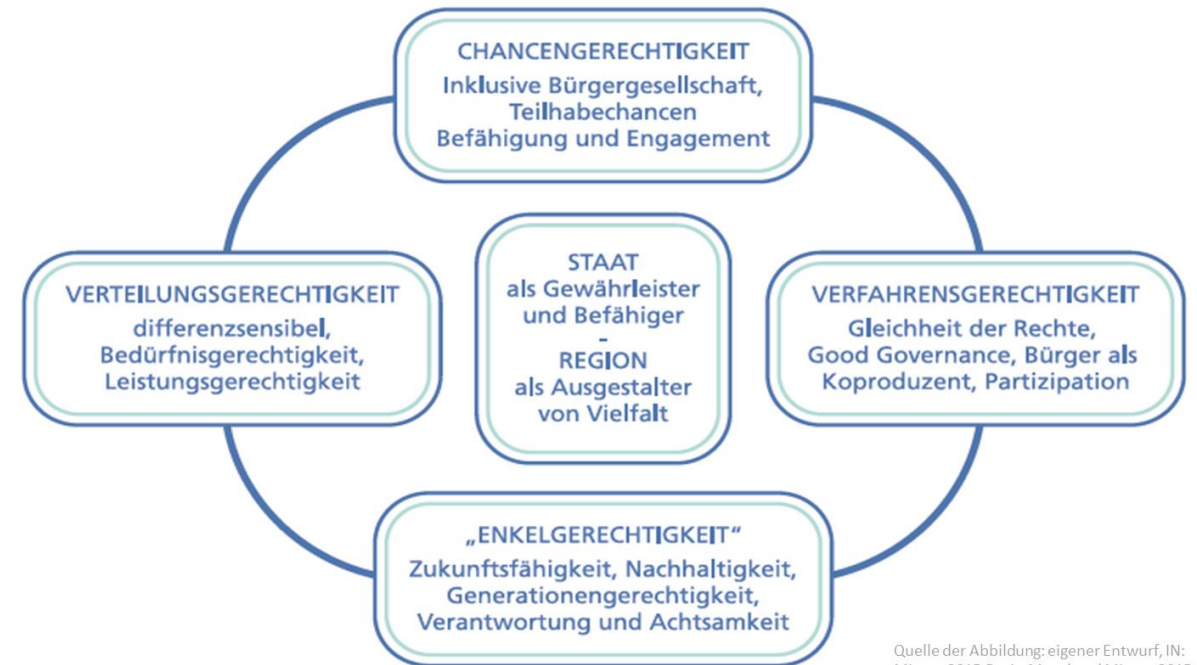 CHANCENGERECHTIGKEIT
Inklusive Bürgergesellschaft,
Teilhabechancen
Befähigung und Engagement
VERTEILUNGSGERECHTIGKEIT
differenzsensibel,
Bedürfnisgerechtigkeit,
Leistungsgerechtigkeit
STAAT
als Gewährleister
und Befähiger
-
REGION
als Ausgestalter
von Vielfalt
VERFAHRENSGERECHTIGKEIT
Gleichheit der Rechte,
Good Governance, Bürger als
Koproduzent, Partizipation
„ENKELGERECHTIGKEIT“
Zukunftsfähigkeit, Nachhaltigkeit,
Generationengerechtigkeit,
Verantwortung und Achtsamkeit
Quelle der Abbildung: eigener Entwurf, IN: